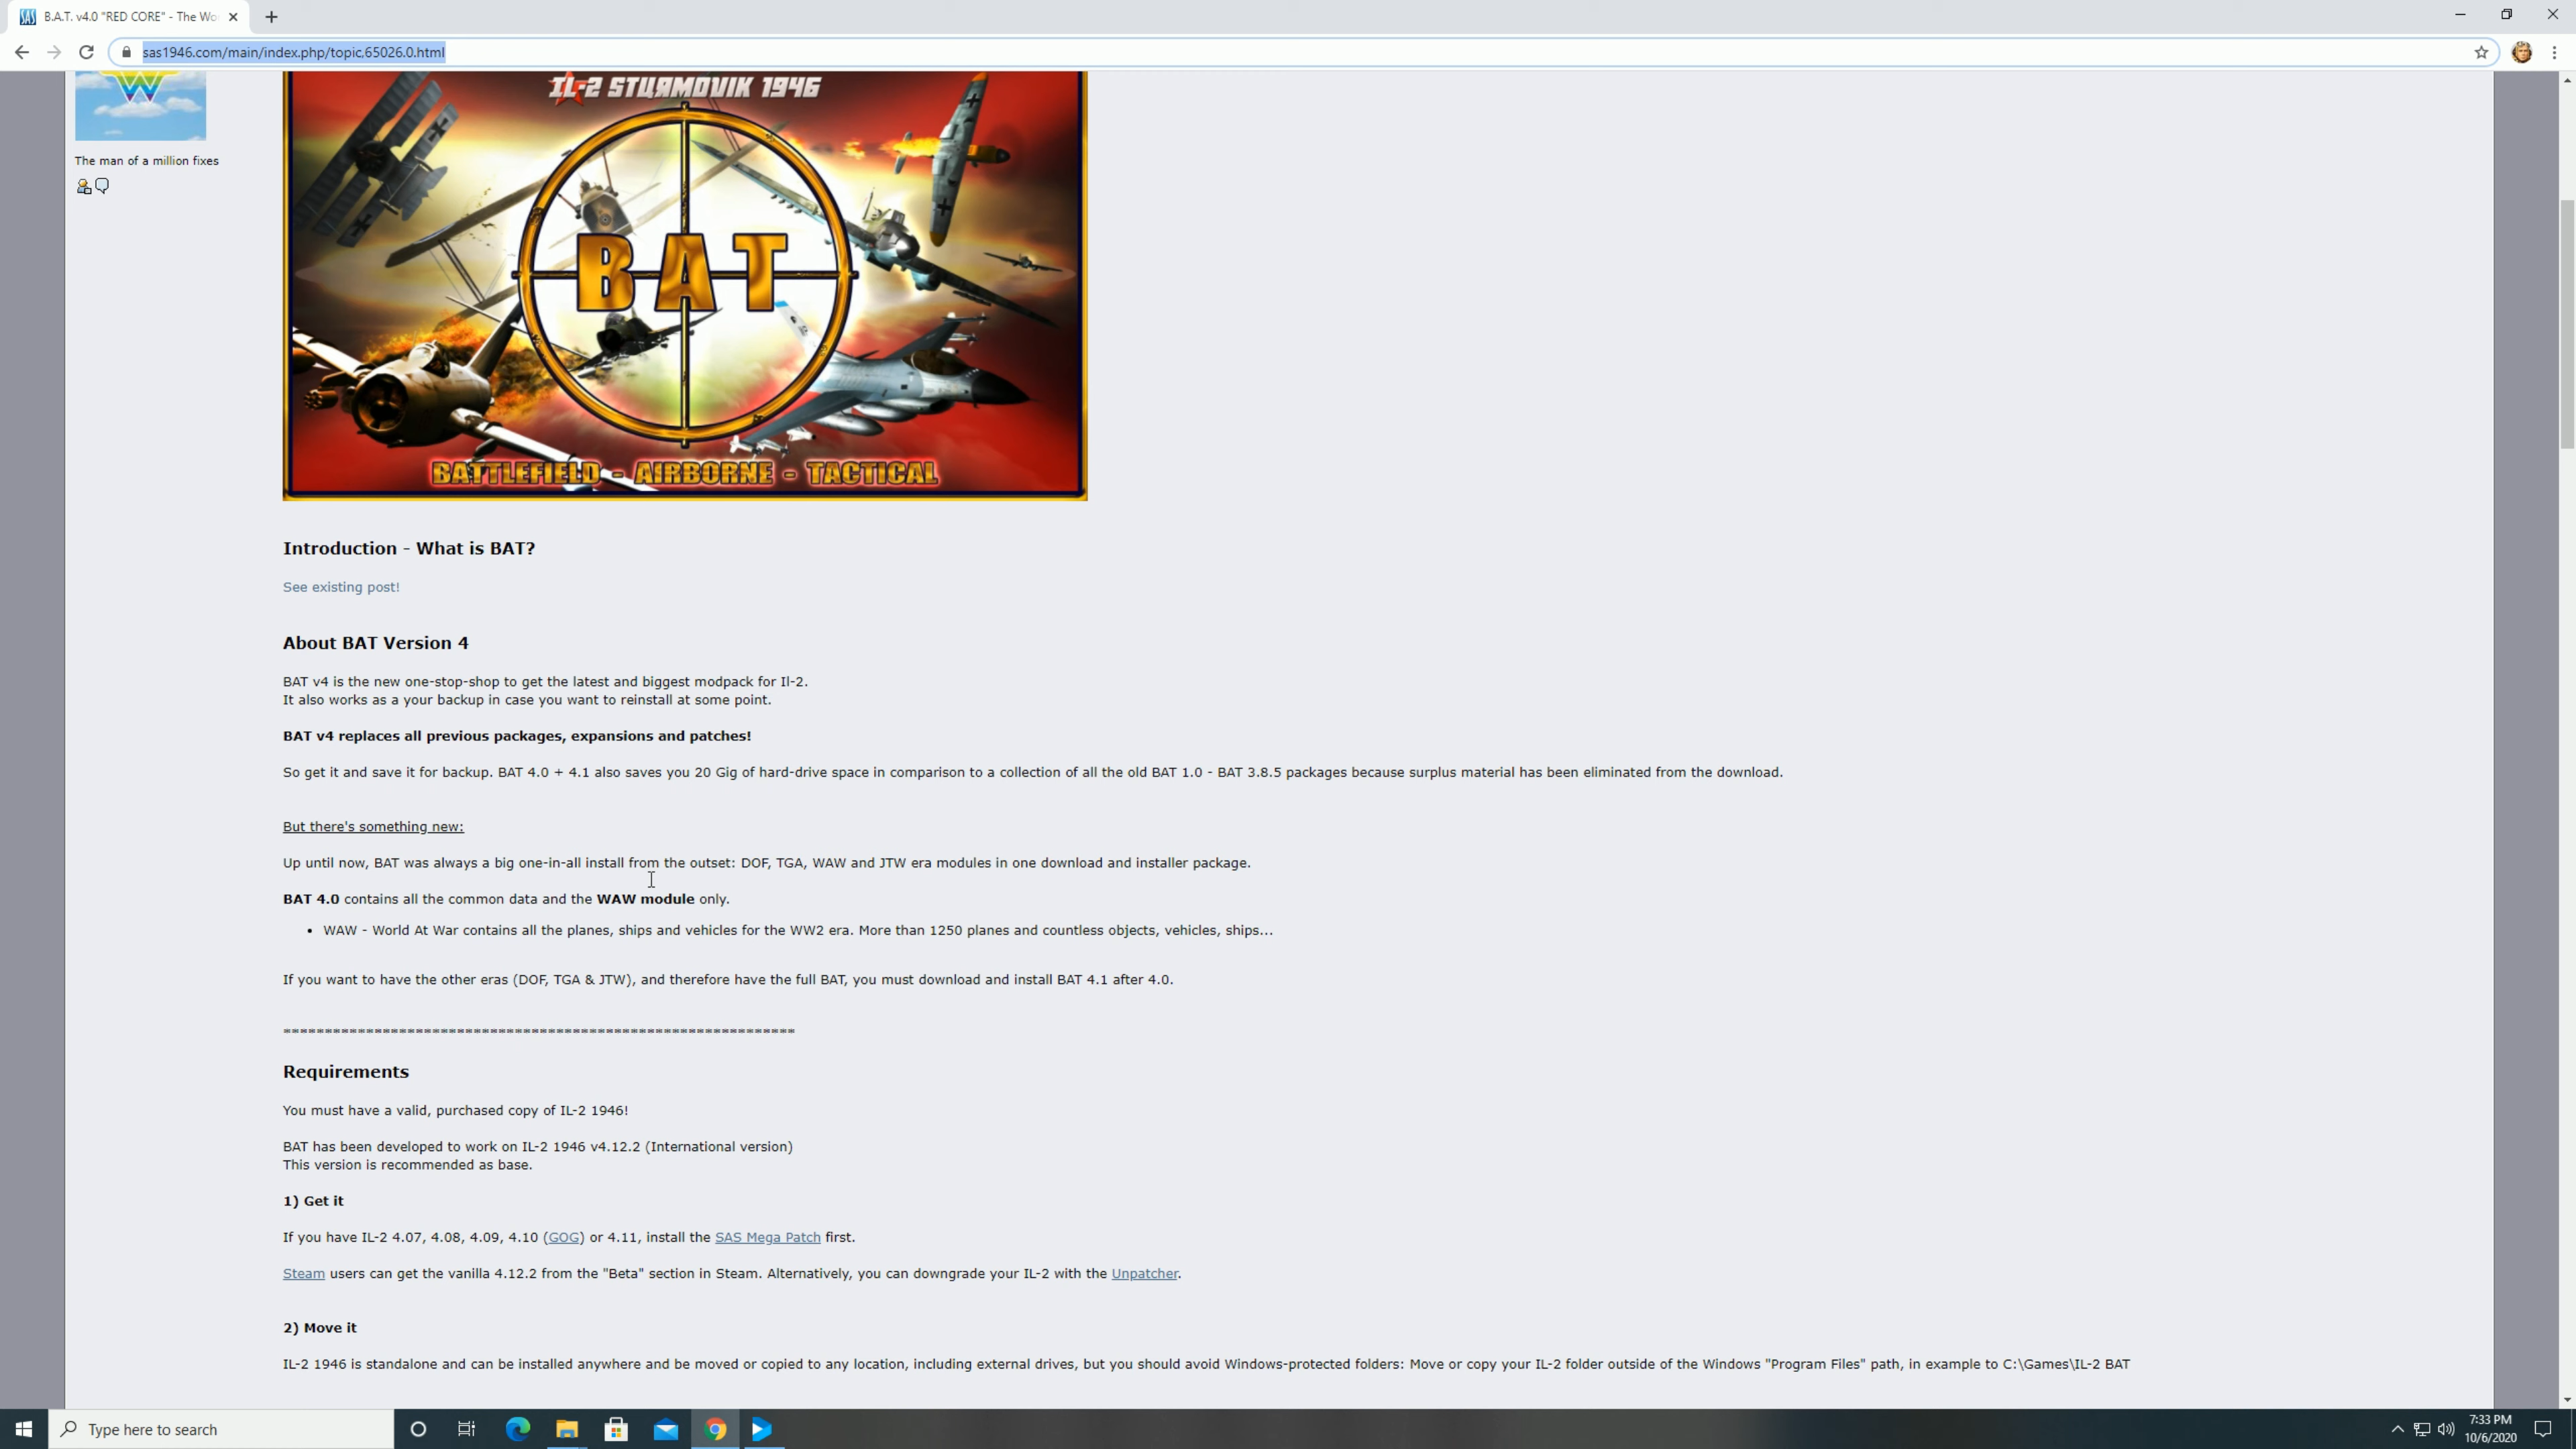 B.A.T. v4.0 "RED CORE" - The Wo
sas1946.com/main/index.php/topic,65026.0.html
W
The man of a million fixes
IL-2 STURMOVIK 1946
BAT
BATTLEFIELD - AIRBORNE - TACTICAL
Introduction - What is BAT?
See existing post!
About BAT Version 4
BAT v4 is the new one-stop-shop to get the latest and biggest modpack for Il-2.
It also works as a your backup in case you want to reinstall at some point.
BAT v4 replaces all previous packages, expansions and patches!
So get it and save it for backup. BAT 4.0 + 4.1 also saves you 20 Gig of hard-drive space in comparison to a collection of all the old BAT 1.0 - BAT 3.8.5 packages because surplus material has been eliminated from the download.
But there's something new:
Up until now, BAT was always a big one-in-all install from the outset: DOF, TGA, WAW and JTW era modules in one download and installer package.
BAT 4.0 contains all the common data and the WAW module only.
• WAW - World At War contains all the planes, ships and vehicles for the WW2 era. More than 1250 planes and countless objects, vehicles, ships...
If you want to have the other eras (DOF, TGA & JTW), and therefore have the full BAT, you must download and install BAT 4.1 after 4.0.
Requirements
You must have a valid, purchased copy of IL-2 1946!
BAT has been developed to work on IL-2 1946 v4.12.2 (International version)
This version is recommended as base.
1) Get it
If you have IL-2 4.07, 4.08, 4.09, 4.10 (GOG) or 4.11, install the SAS Mega Patch first.
Steam users can get the vanilla 4.12.2 from the "Beta" section in Steam. Alternatively, you can downgrade your IL-2 with the Unpatcher.
2) Move it
IL-2 1946 is standalone and can be installed anywhere and be moved or copied to any location, including external drives, but you should avoid Windows-protected folders: Move or copy your IL-2 folder outside of the Windows "Program Files" path, in example to C:\Games\IL-2 BAT
Type here to search
7:33 PM
10/6/2020